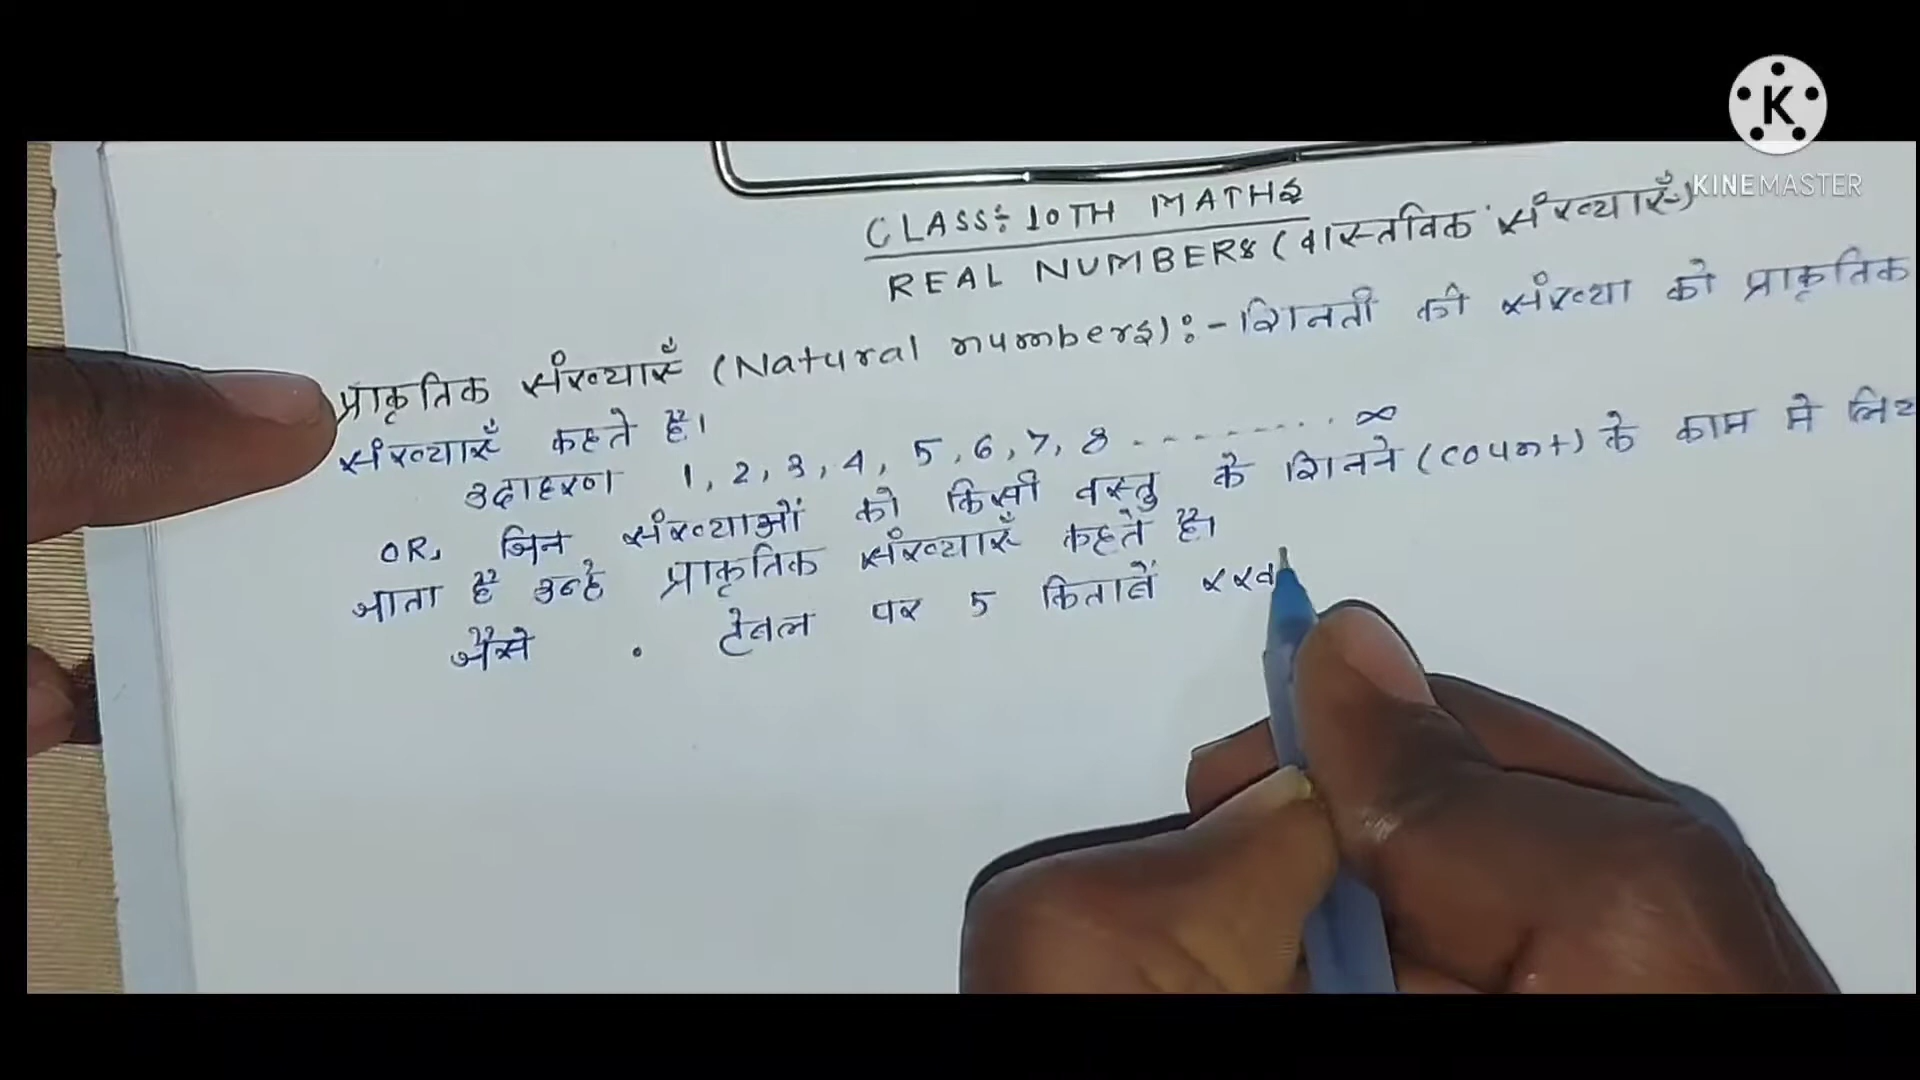 K
KINEMASTER
CLASS: 10TH MATHS
REAL NUMBERS (वास्तविक संख्याएँ)
प्राकृतिक संख्याएँ (Natural numbers):- गिनती की संख्या को प्राकृतिक
संख्याएँ कहते हैं।
उदाहरण 1, 2, 3, 4, 5, 6, 7, 8 --------- ∞
OR, जिन संख्याओं को किसी वस्तु के गिनने (count) के काम मे लिय
जाता हैं उन्हे प्राकृतिक संख्याएँ कहतें हैं।
जैसे . टेबल पर 5 किताबें रख